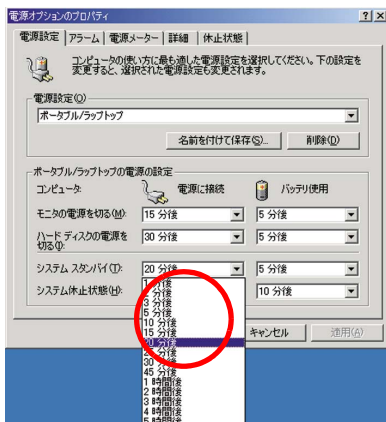 電源オプションのプロパティ
電源設定 アラーム 電源メーター 詳細 休止状態
コンピュータの使い方に最も適した電源設定を選択してください。下の設定を
変更すると、選択された電源設定も変更されます。
電源設定(O)
ポータブル/ラップトップ
名前を付けて保存(S)... 削除(D)
ポータブル/ラップトップの電源の設定
コンピュータ: 電源に接続 バッテリ使用
モニタの電源を切る(M): 15 分後 5 分後
ハード ディスクの電源を
切る(I): 30 分後 5 分後
システム スタンバイ(T): 20 分後 5 分後
システム休止状態(H): 10 分後
1 分後
2 分後
3 分後
5 分後
10 分後
15 分後
20 分後
25 分後
30 分後
45 分後
1 時間後
2 時間後
3 時間後
4 時間後
5 時間後
キャンセル 適用(A)